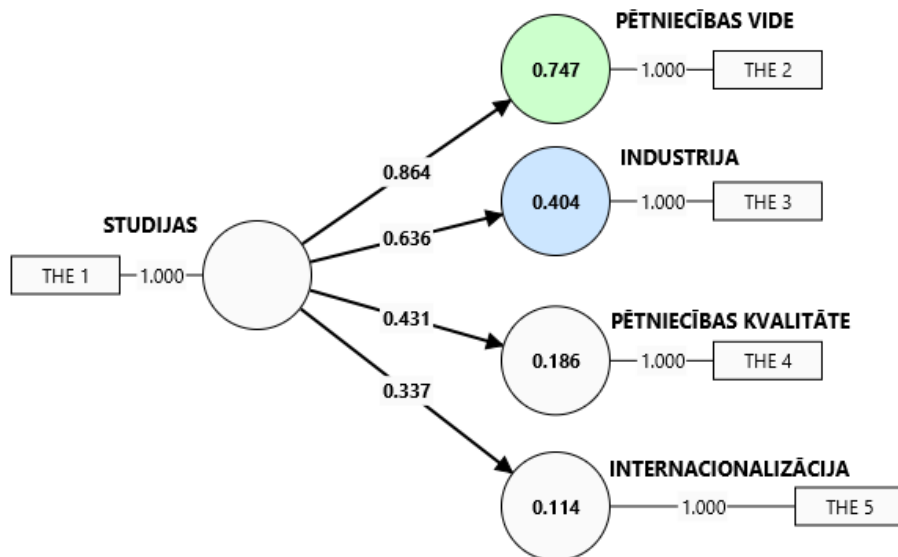 PĒTNIECĪBAS VIDE
0.747
1.000
THE 2
0.864
INDUSTRIJA
0.404
1.000
THE 3
0.636
STUDIJAS
THE 1
1.000
0.431
PĒTNIECĪBAS KVALITĀTE
0.186
1.000
THE 4
0.337
INTERNACIONALIZĀCIJA
0.114
1.000
THE 5